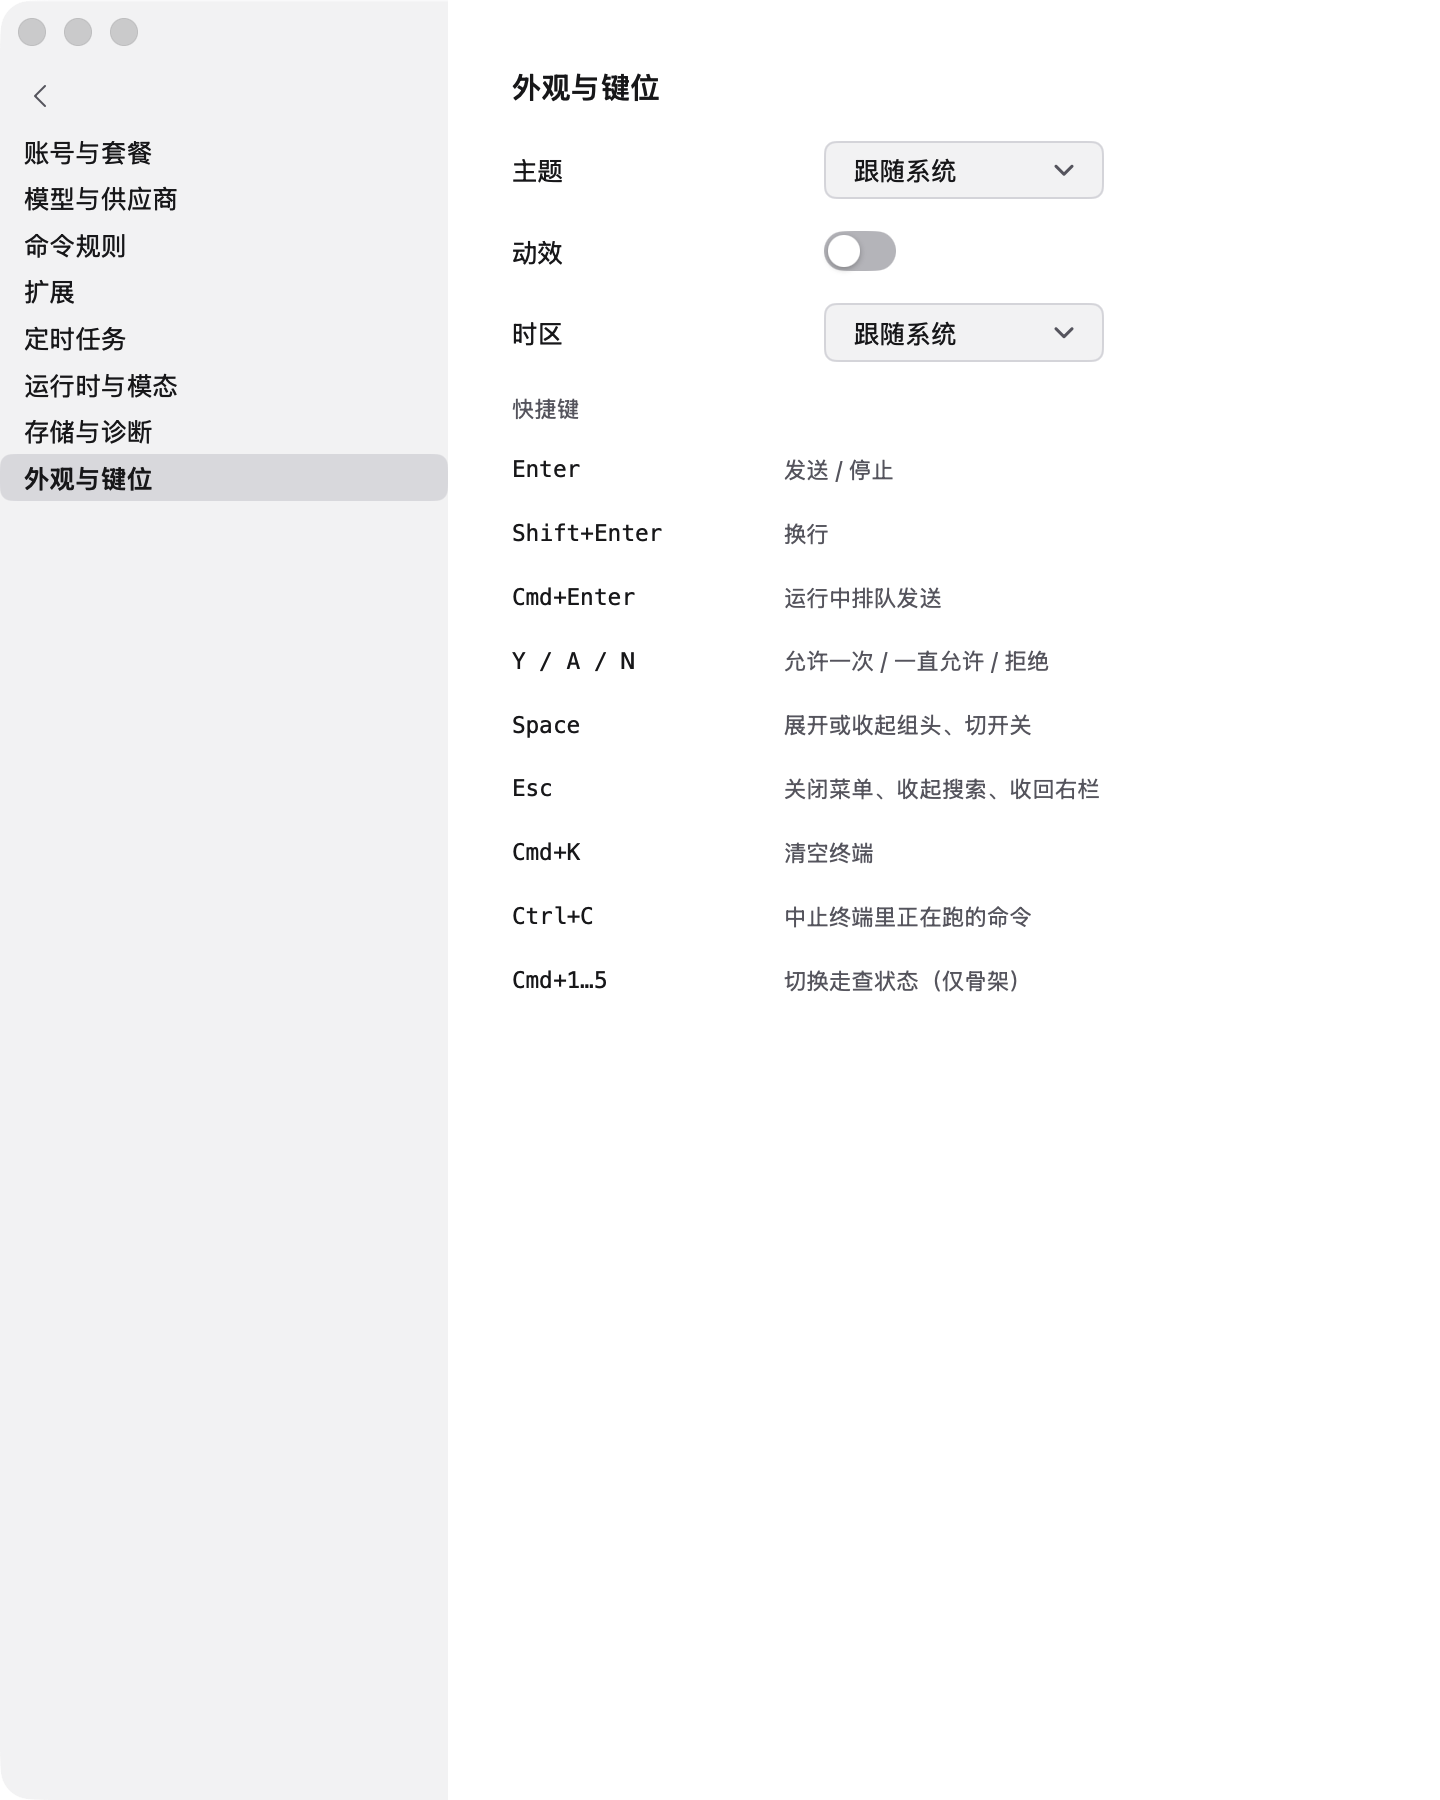 账号与套餐
模型与供应商
命令规则
扩展
定时任务
运行时与模态
存储与诊断
外观与键位
外观与键位
主题 跟随系统
动效
时区 跟随系统
快捷键
Enter 发送 / 停止
Shift+Enter 换行
Cmd+Enter 运行中排队发送
Y / A / N 允许一次 / 一直允许 / 拒绝
Space 展开或收起组头、切开关
Esc 关闭菜单、收起搜索、收回右栏
Cmd+K 清空终端
Ctrl+C 中止终端里正在跑的命令
Cmd+1…5 切换走查状态（仅骨架）